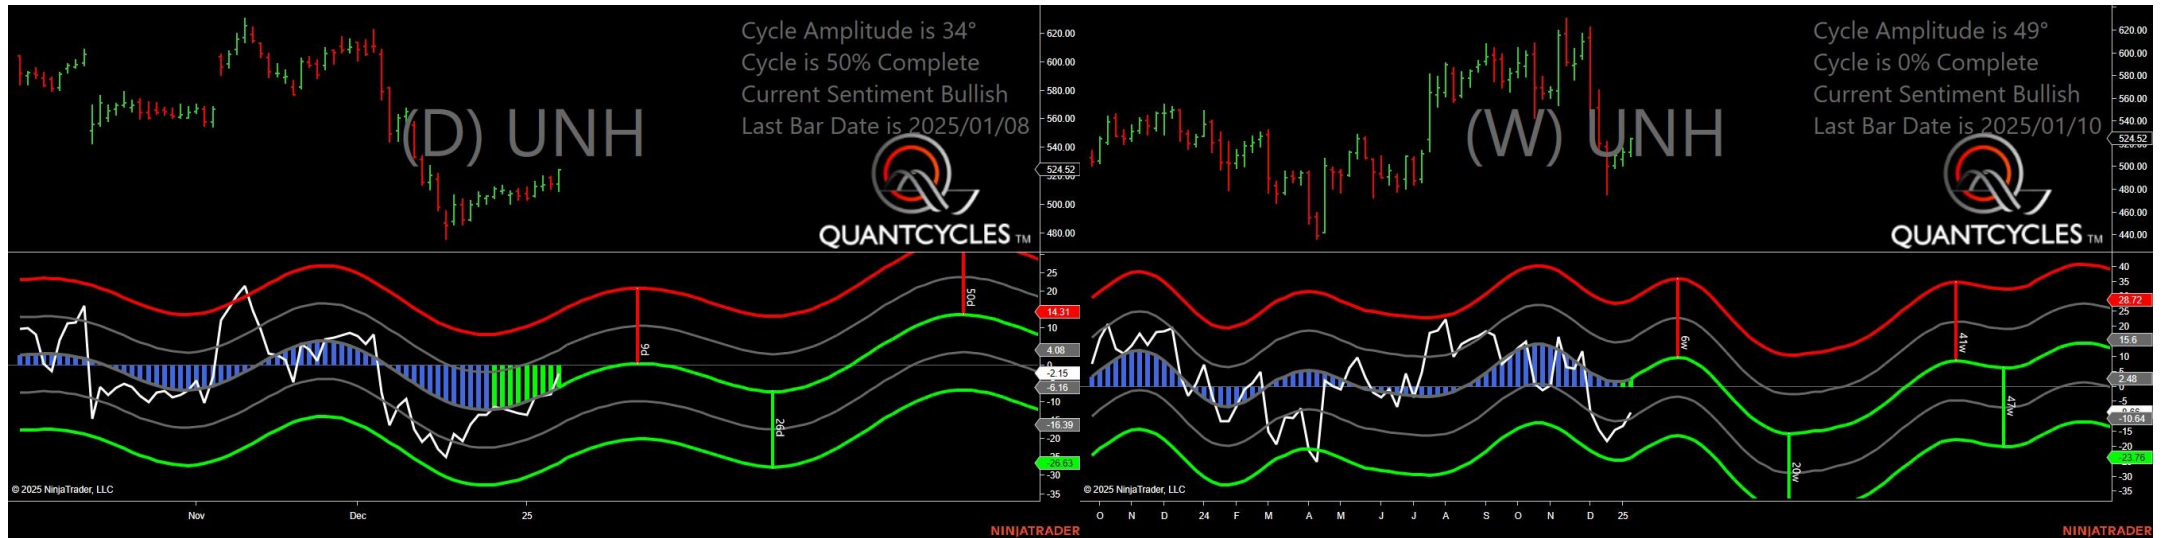 Cycle Amplitude is 34°
Cycle is 50% Complete
Current Sentiment Bullish
Last Bar Date is 2025/01/08
(D) UNH
QUANTCYCLES TM
620.00
600.00
580.00
560.00
540.00
524.52
500.00
480.00
25
20
14.31
10
4.08
-2.15
-6.16
-10
-16.39
-20
-26.63
-30
-35
9d
26d
50d
© 2025 NinjaTrader, LLC
Nov
Dec
25
NINJATRADER
Cycle Amplitude is 49°
Cycle is 0% Complete
Current Sentiment Bullish
Last Bar Date is 2025/01/10
(W) UNH
QUANTCYCLES TM
620.00
600.00
580.00
560.00
540.00
524.52
500.00
480.00
460.00
440.00
40
35
28.72
25
20
15.6
10
5
2.48
-5
-10.64
-15
-20
-23.76
-30
-35
6w
20w
41w
47w
© 2025 NinjaTrader, LLC
O N D 24 F M A M J J A S O N D 25
NINJATRADER